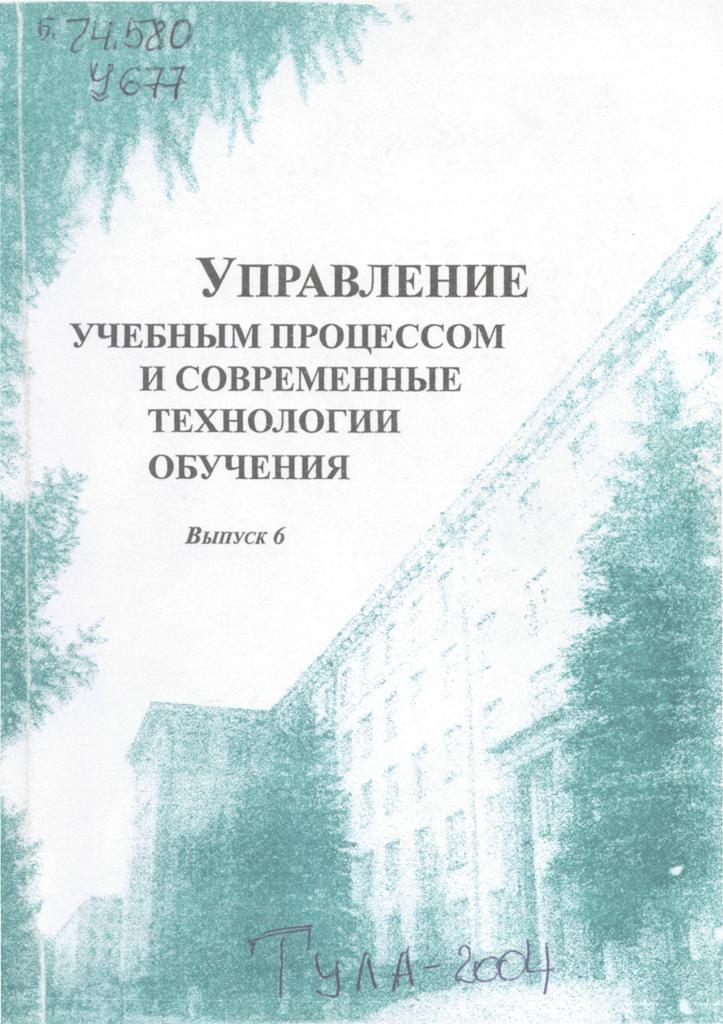 Б. 74.580
У677
УПРАВЛЕНИЕ
УЧЕБНЫМ ПРОЦЕССОМ
И СОВРЕМЕННЫЕ
ТЕХНОЛОГИИ
ОБУЧЕНИЯ
ВЫПУСК 6
ТУЛА-2004